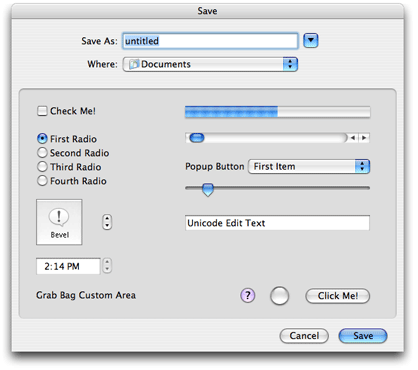 Save
Save As: untitled
Where: Documents
Check Me!
First Radio
Second Radio
Third Radio
Fourth Radio
Popup Button First Item
Bevel
Unicode Edit Text
2:14 PM
Grab Bag Custom Area ? Click Me!
Cancel Save